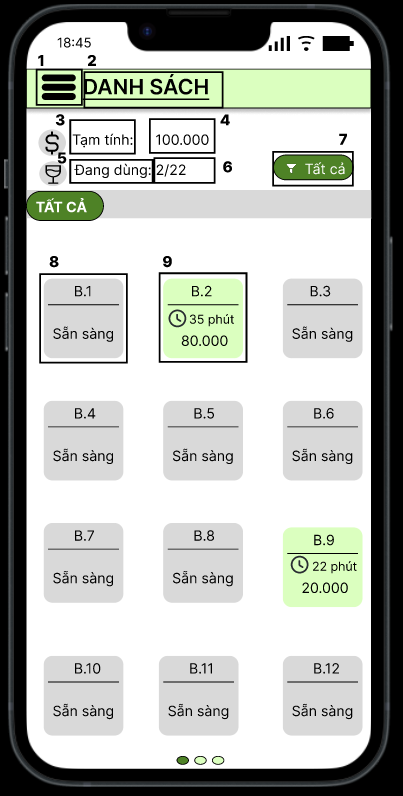 18:45
1 2
DANH SÁCH
3 Tạm tính: 100.000 4
5 Đang dùng: 2/22 6
7
Tất cả
TẤT CẢ
8 9
B.1 B.2 B.3
Sẵn sàng 35 phút Sẵn sàng
80.000
B.4 B.5 B.6
Sẵn sàng Sẵn sàng Sẵn sàng
B.7 B.8 B.9
Sẵn sàng Sẵn sàng 22 phút
20.000
B.10 B.11 B.12
Sẵn sàng Sẵn sàng Sẵn sàng